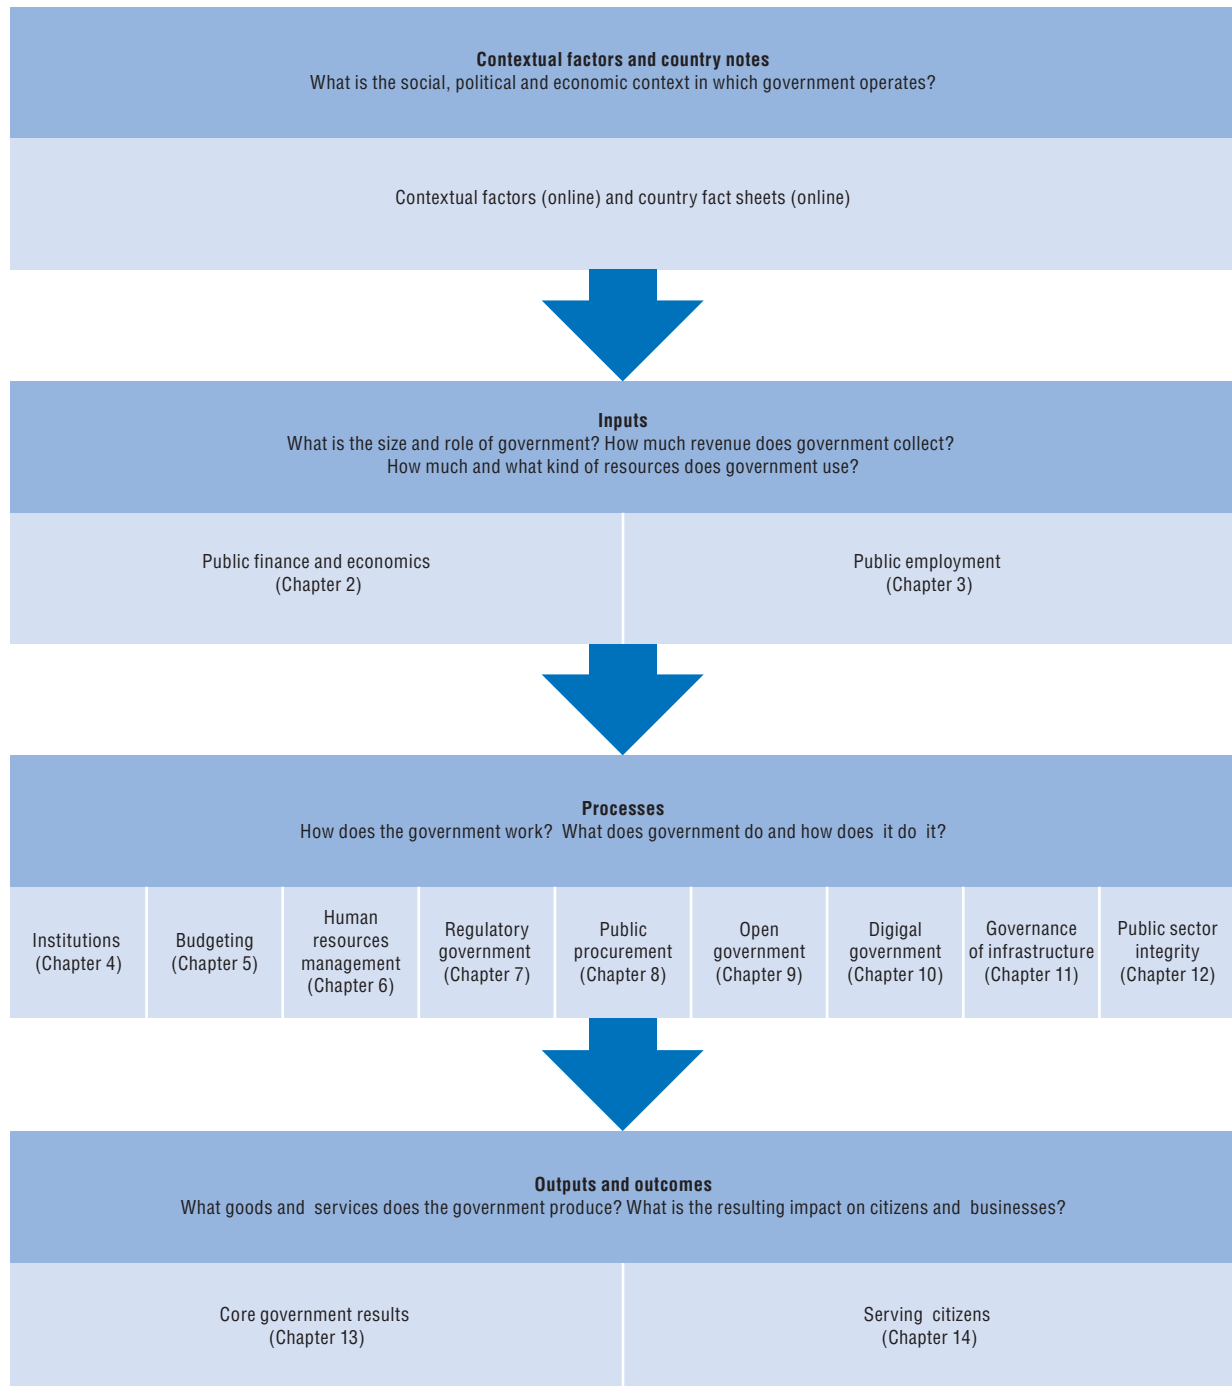 Contextual factors and country notes
What is the social, political and economic context in which government operates?
Contextual factors (online) and country fact sheets (online)
Inputs
What is the size and role of government? How much revenue does government collect?
How much and what kind of resources does government use?
Public finance and economics
(Chapter 2)
Public employment
(Chapter 3)
Processes
How does the government work? What does government do and how does it do it?
Institutions
(Chapter 4)
Budgeting
(Chapter 5)
Human
resources
management
(Chapter 6)
Regulatory
government
(Chapter 7)
Public
procurement
(Chapter 8)
Open
government
(Chapter 9)
Digigal
government
(Chapter 10)
Governance
of infrastructure
(Chapter 11)
Public sector
integrity
(Chapter 12)
Outputs and outcomes
What goods and services does the government produce? What is the resulting impact on citizens and businesses?
Core government results
(Chapter 13)
Serving citizens
(Chapter 14)